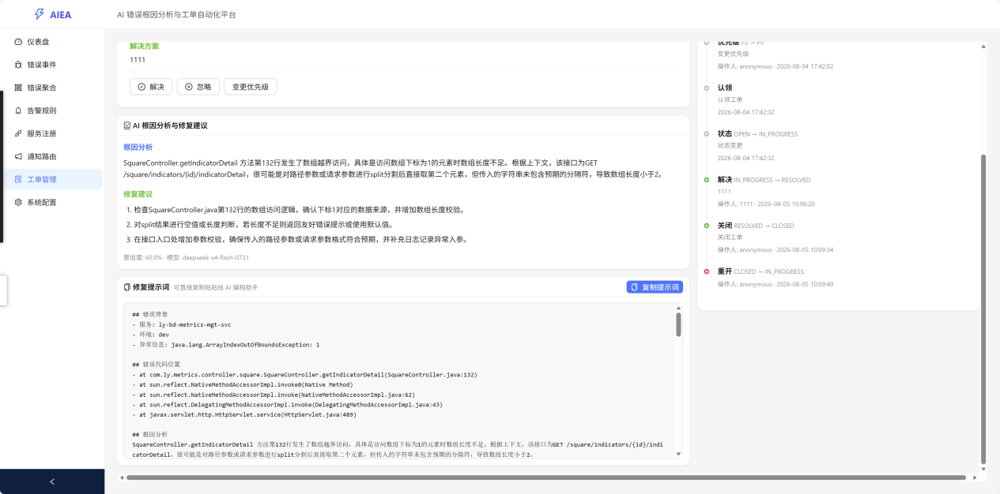 AIEA
AI 错误根因分析与工单自动化平台
仪表盘
错误事件
错误聚合
告警规则
服务注册
通知路由
工单管理
系统配置
解决方案
1111
解决
忽略
变更优先级
AI 根因分析与修复建议
根因分析
SquareController.getIndicatorDetail 方法第132行发生了数组越界访问，具体是访问数组下标为1的元素时数组长度不足。根据上下文，该接口为GET
/square/indicators/{id}/indicatorDetail，很可能是对路径参数或请求参数进行split分割后直接取第二个元素，但传入的字符串未包含预期的分隔符，导致数组长度小于2。
修复建议
1. 检查SquareController.java第132行的数组访问逻辑，确认下标1对应的数据来源，并增加数组长度校验。
2. 对split结果进行空值或长度判断，若长度不足则返回友好错误提示或使用默认值。
3. 在接口入口处增加参数校验，确保传入的路径参数或请求参数格式符合预期，并补充日志记录异常入参。
置信度: 60.0% · 模型: deepseek-v4-flash-0731
修复提示词 可直接复制粘贴给 AI 编程助手
复制提示词
## 错误背景
- 服务: ly-bd-metrics-mgt-svc
- 环境: dev
- 异常信息: java.lang.ArrayIndexOutOfBoundsException: 1
## 错误代码位置
- at com.ly.metrics.controller.square.SquareController.getIndicatorDetail(SquareController.java:132)
- at sun.reflect.NativeMethodAccessorImpl.invoke0(Native Method)
- at sun.reflect.NativeMethodAccessorImpl.invoke(NativeMethodAccessorImpl.java:62)
- at sun.reflect.DelegatingMethodAccessorImpl.invoke(DelegatingMethodAccessorImpl.java:43)
- at javax.servlet.http.HttpServlet.service(HttpServlet.java:489)
## 根因分析
SquareController.getIndicatorDetail 方法第132行发生了数组越界访问，具体是访问数组下标为1的元素时数组长度不足。根据上下文，该接口为GET /square/indicators/{id}/indi
catorDetail，很可能是对路径参数或请求参数进行split分割后直接取第二个元素，但传入的字符串未包含预期的分隔符，导致数组长度小于2。
优先级 P2 → P0
变更优先级
操作人: anonymous · 2026-08-04 17:42:02
认领
认领工单
2026-08-04 17:42:32
状态 OPEN → IN_PROGRESS
状态变更
2026-08-04 17:42:32
解决 IN_PROGRESS → RESOLVED
1111
操作人: 1111 · 2026-08-05 10:06:20
关闭 RESOLVED → CLOSED
关闭工单
操作人: anonymous · 2026-08-05 10:09:34
重开 CLOSED → IN_PROGRESS
操作人: anonymous · 2026-08-05 10:09:40